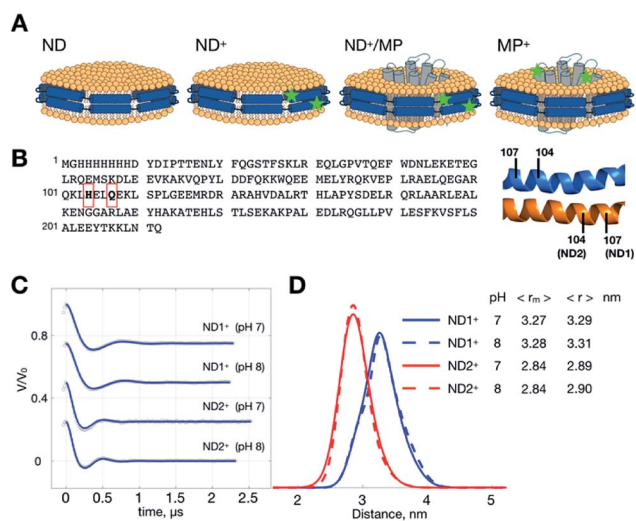 A
ND
ND⁺
ND⁺/MP
MP⁺
B
1
MGHHHHHHHD YDIPTTENLY FQGSTFSKLR EQLGPVTQEF WDNLEKETEG
LRQEMSKDLE EVKAKVQPYL DDFQKKWQEE MELYRQKVEP LRAELQEGAR
101
QKLHELQEKL SPLGEEMRDR ARAHVDALRT HLAPYSDELR QRLAARLEAL
KENGGARLAE YHAKATEHLS TLSEKAKPAL EDLRQGLLPV LESFKVSFLS
201
ALEEYTKKLN TQ
107 104
104
(ND2)
107
(ND1)
C
V/V₀
0.8
0.4
0
ND1⁺ (pH 7)
ND1⁺ (pH 8)
ND2⁺ (pH 7)
ND2⁺ (pH 8)
0 0.5 1 1.5 2 2.5
time, µs
D
pH < rₘ > < r > nm
ND1⁺ 7 3.27 3.29
ND1⁺ 8 3.28 3.31
ND2⁺ 7 2.84 2.89
ND2⁺ 8 2.84 2.90
2 3 4 5
Distance, nm